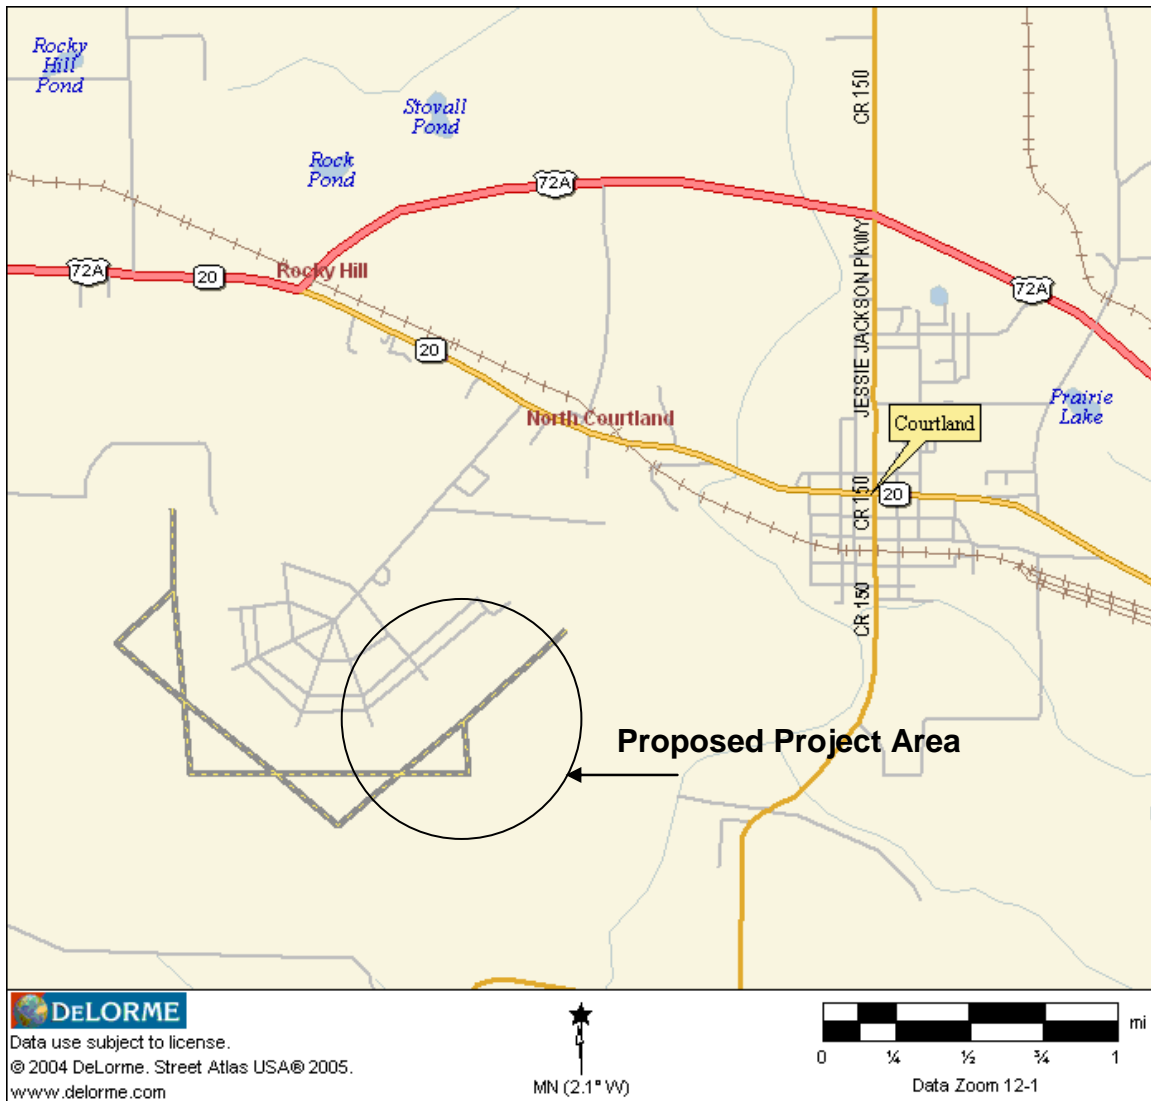 Rocky
Hill
Pond
Stovall
Pond
Rock
Pond
CR 150
72A
JESSIE JACKSON PKWY
72A
20
Rocky Hill
72A
20
Prairie
Lake
North Courtland
Courtland
CR 150
20
CR 150
Proposed Project Area
DELORME
Data use subject to license.
© 2004 DeLorme. Street Atlas USA® 2005.
www.delorme.com
MN (2.1° W)
mi
0 ¼ ½ ¾ 1
Data Zoom 12-1